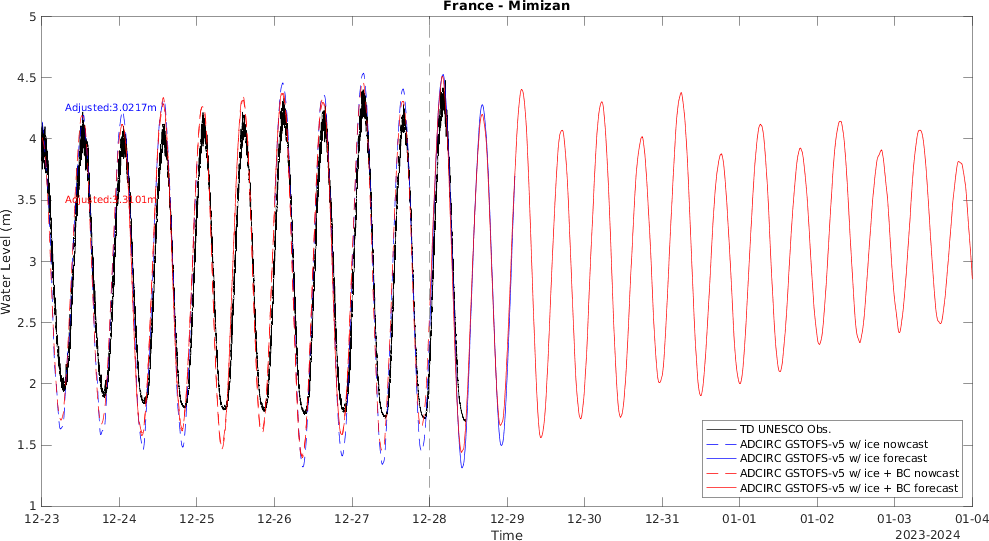 France - Mimizan
5
4.5
4
3.5
3
2.5
2
1.5
1
Water Level (m)
Adjusted:3.0217m
Adjusted:3.3101m
TD UNESCO Obs.
ADCIRC GSTOFS-v5 w/ ice nowcast
ADCIRC GSTOFS-v5 w/ ice forecast
ADCIRC GSTOFS-v5 w/ ice + BC nowcast
ADCIRC GSTOFS-v5 w/ ice + BC forecast
12-23 12-24 12-25 12-26 12-27 12-28 12-29 12-30 12-31 01-01 01-02 01-03 01-04
Time
2023-2024